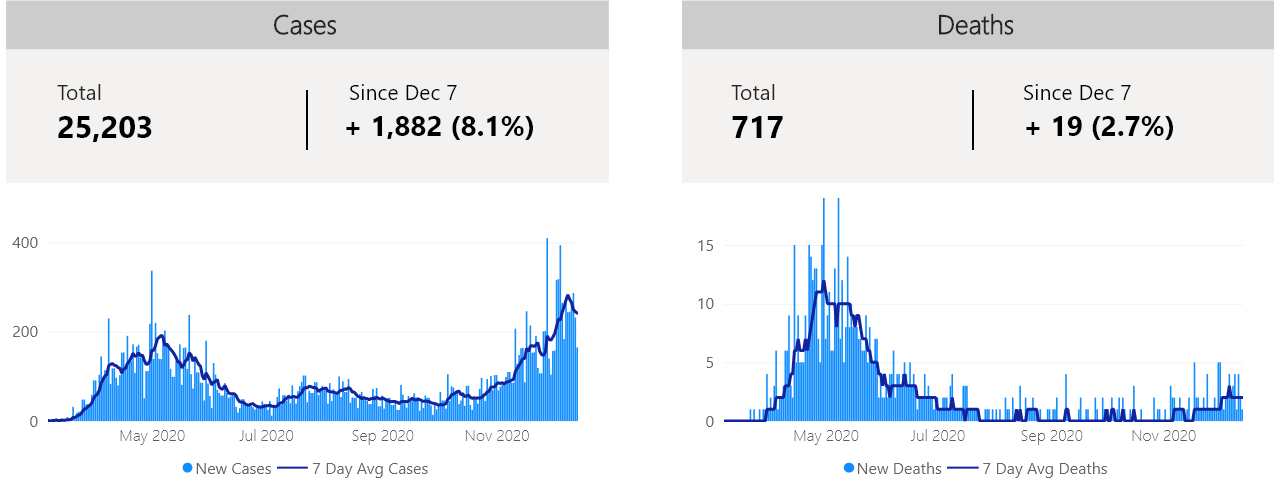 Cases
Total
Since Dec 7
25,203
+ 1,882 (8.1%)
400
200
0
May 2020
Jul 2020
Sep 2020
Nov 2020
New Cases
7 Day Avg Cases
Deaths
Total
Since Dec 7
717
+ 19 (2.7%)
15
10
5
0
May 2020
Jul 2020
Sep 2020
Nov 2020
New Deaths
7 Day Avg Deaths